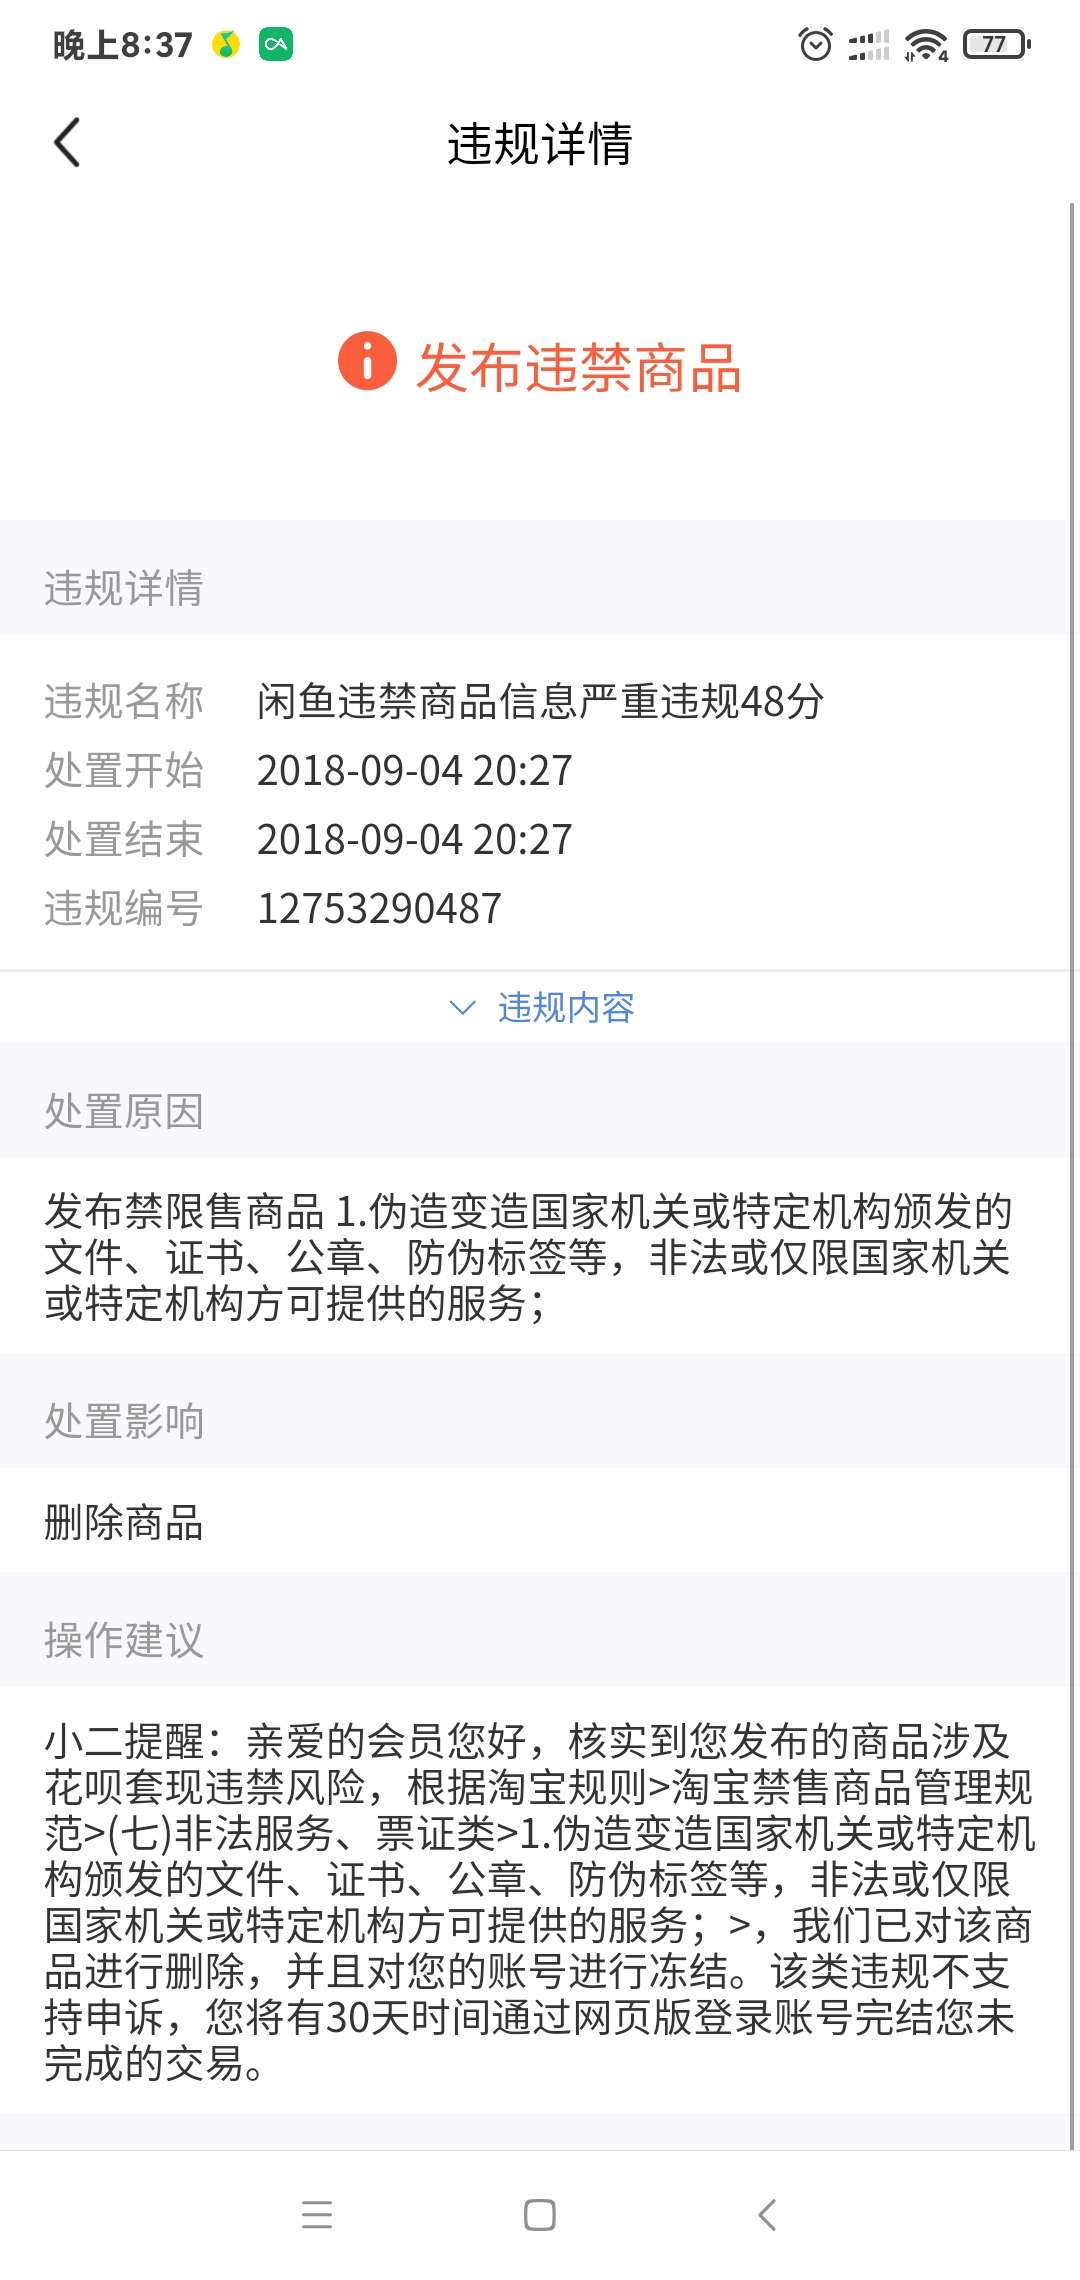 晚上8:37
4
77
违规详情
发布违禁商品
违规详情
违规名称 闲鱼违禁商品信息严重违规48分
处置开始 2018-09-04 20:27
处置结束 2018-09-04 20:27
违规编号 12753290487
违规内容
处置原因
发布禁限售商品 1.伪造变造国家机关或特定机构颁发的
文件、证书、公章、防伪标签等，非法或仅限国家机关
或特定机构方可提供的服务；
处置影响
删除商品
操作建议
小二提醒：亲爱的会员您好，核实到您发布的商品涉及
花呗套现违禁风险，根据淘宝规则>淘宝禁售商品管理规
范>(七)非法服务、票证类>1.伪造变造国家机关或特定机
构颁发的文件、证书、公章、防伪标签等，非法或仅限
国家机关或特定机构方可提供的服务；>，我们已对该商
品进行删除，并且对您的账号进行冻结。该类违规不支
持申诉，您将有30天时间通过网页版登录账号完结您未
完成的交易。